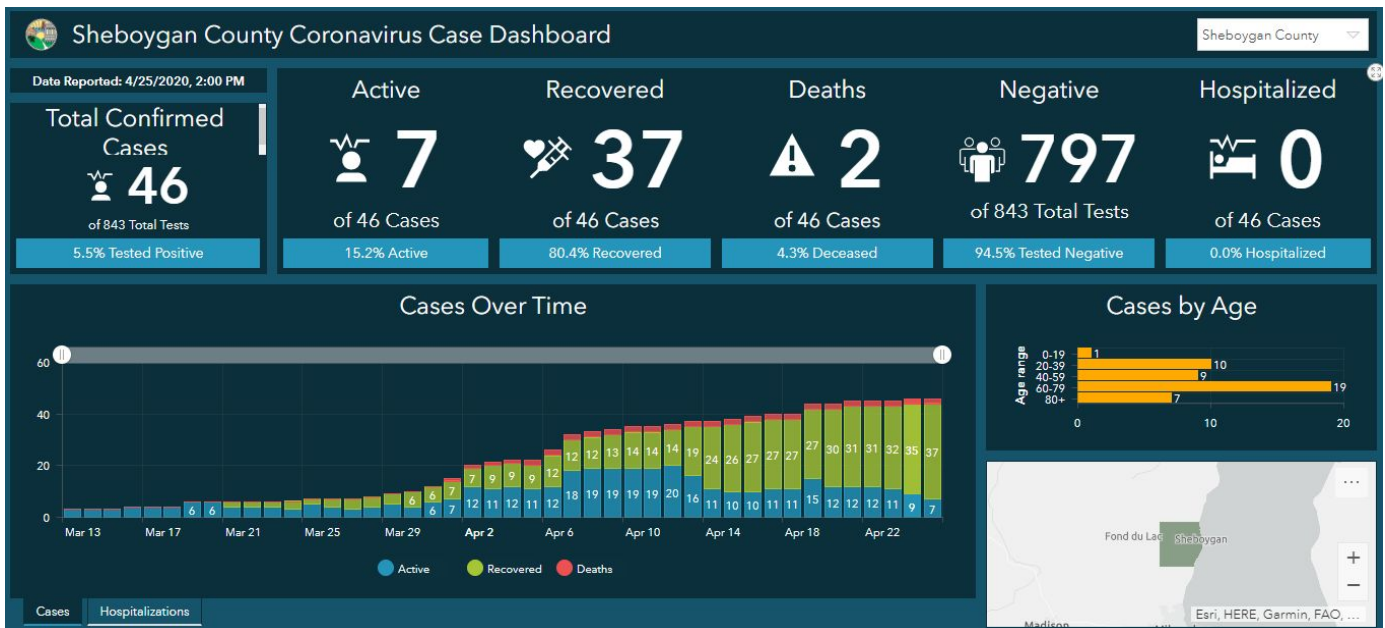 Sheboygan County Coronavirus Case Dashboard
Sheboygan County
Date Reported: 4/25/2020, 2:00 PM
Total Confirmed
Cases
46
of 843 Total Tests
5.5% Tested Positive
Active
7
of 46 Cases
15.2% Active
Recovered
37
of 46 Cases
80.4% Recovered
Deaths
2
of 46 Cases
4.3% Deceased
Negative
797
of 843 Total Tests
94.5% Tested Negative
Hospitalized
0
of 46 Cases
0.0% Hospitalized
Cases Over Time
60
40
20
0
6 6 6 6 7 7 9 9 9 12 12 12 13 14 14 14 19 24 26 27 27 27 27 30 31 31 32 35 37
6 7 12 11 12 11 12 18 19 19 19 19 20 16 11 10 10 11 11 15 12 12 12 11 9 7
Mar 13 Mar 17 Mar 21 Mar 25 Mar 29 Apr 2 Apr 6 Apr 10 Apr 14 Apr 18 Apr 22
Active Recovered Deaths
Cases Hospitalizations
Cases by Age
Age range
0-19 1
20-39 10
40-59 9
60-79 19
80+ 7
0 10 20
Fond du Lac
Sheboygan
Madison
Esri, HERE, Garmin, FAO, ...